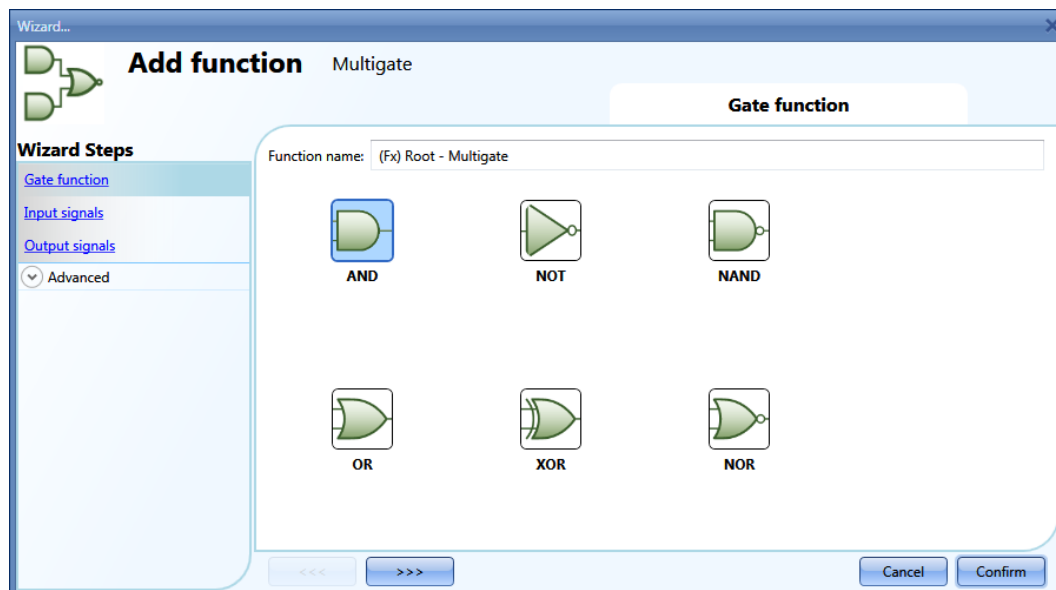 Wizard...
Add function Multigate
Gate function
Wizard Steps
Gate function
Input signals
Output signals
Advanced
Function name: (Fx) Root - Multigate
AND NOT NAND
OR XOR NOR
<<< >>> Cancel Confirm